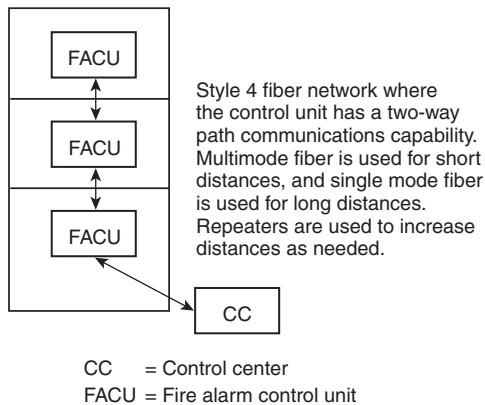 FACU
Style 4 fiber network where
the control unit has a two-way
path communications capability.
Multimode fiber is used for short
distances, and single mode fiber
is used for long distances.
Repeaters are used to increase
distances as needed.
FACU
FACU
CC
CC = Control center
FACU = Fire alarm control unit